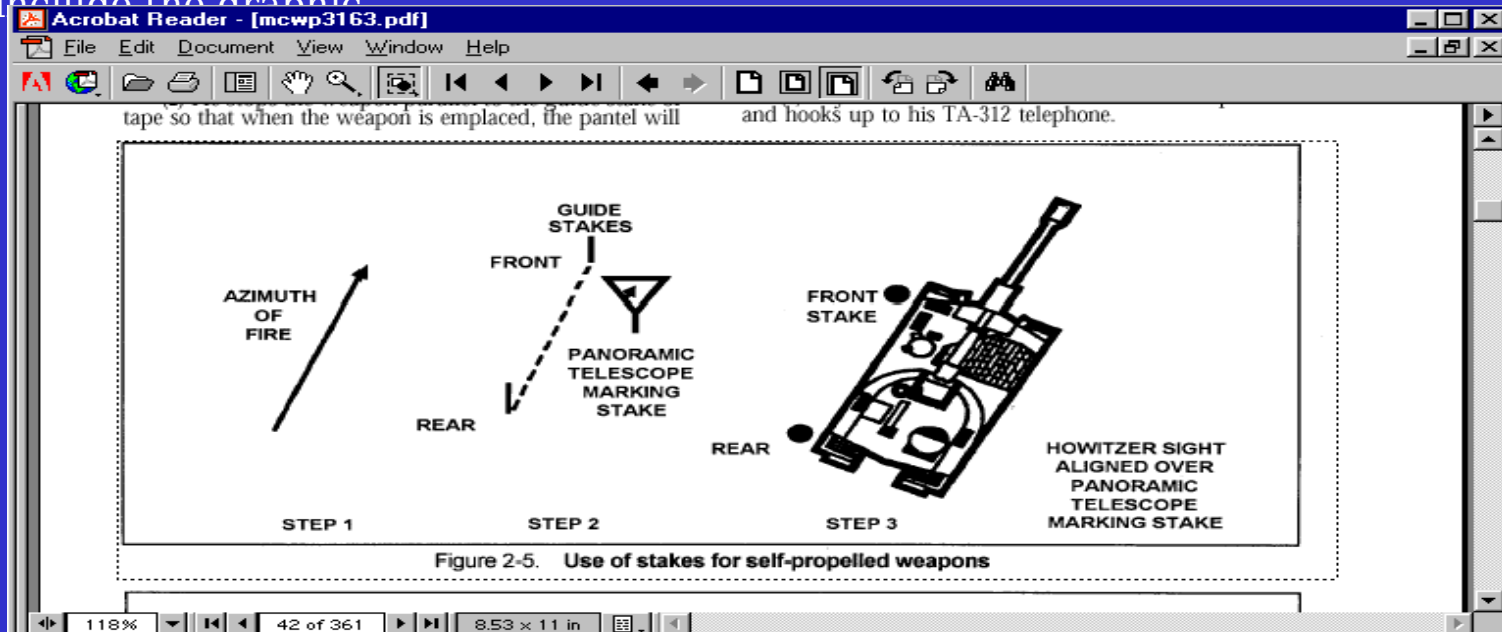 include the graphic
Acrobat Reader - [mcwp3163.pdf]
File Edit Document View Window Help
tape so that when the weapon is emplaced, the pantel will
and hooks up to his TA-312 telephone.
GUIDE
STAKES
FRONT
AZIMUTH
OF
FIRE
PANORAMIC
TELESCOPE
MARKING
STAKE
REAR
FRONT
STAKE
REAR
HOWITZER SIGHT
ALIGNED OVER
PANORAMIC
TELESCOPE
MARKING STAKE
STEP 1
STEP 2
STEP 3
Figure 2-5. Use of stakes for self-propelled weapons
118%
42 of 361
8.53 x 11 in